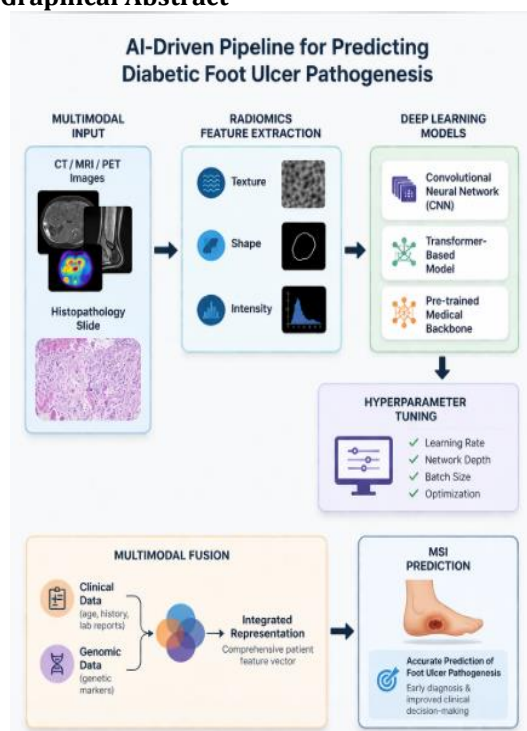 Graphical Abstract
AI-Driven Pipeline for Predicting
Diabetic Foot Ulcer Pathogenesis
MULTIMODAL
INPUT
CT / MRI / PET
Images
Histopathology
Slide
RADIOMICS
FEATURE EXTRACTION
Texture
Shape
Intensity
DEEP LEARNING
MODELS
Convolutional
Neural Network
(CNN)
Transformer-
Based
Model
Pre-trained
Medical
Backbone
HYPERPARAMETER
TUNING
✓ Learning Rate
✓ Network Depth
✓ Batch Size
✓ Optimization
MULTIMODAL FUSION
Clinical
Data
(age, history,
lab reports)
Genomic
Data
(genetic
markers)
Integrated
Representation
Comprehensive patient
feature vector
MSI
PREDICTION
Accurate Prediction of
Foot Ulcer Pathogenesis
Early diagnosis &
improved clinical
decision-making